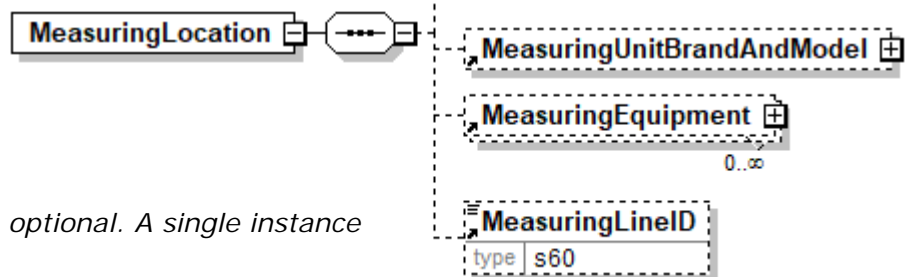 MeasuringLocation
MeasuringUnitBrandAndModel
MeasuringEquipment
0..∞
optional. A single instance
MeasuringLineID
type s60